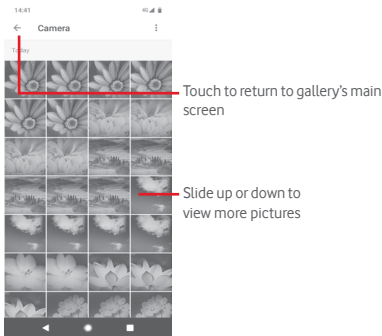 14:41
4G
Camera
Today
Touch to return to gallery's main
screen
Slide up or down to
view more pictures